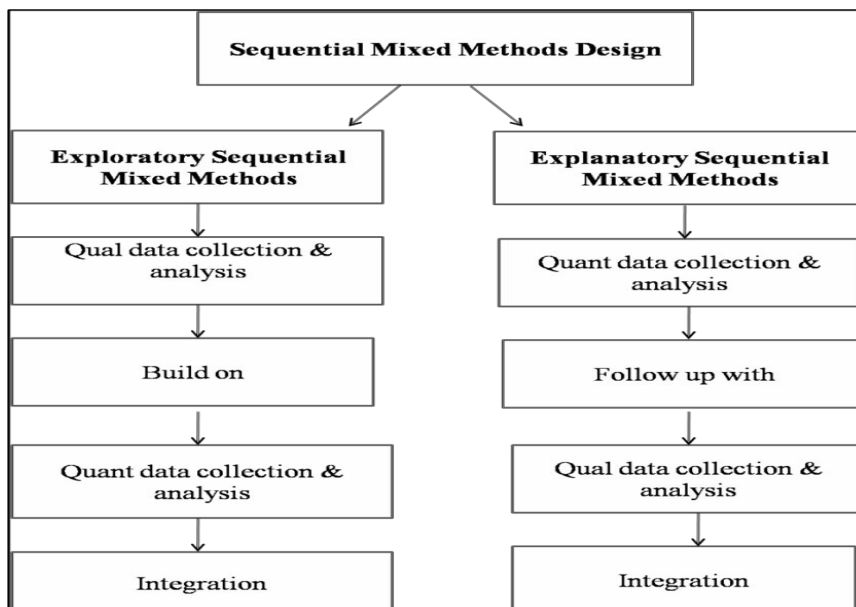 Sequential Mixed Methods Design
Exploratory Sequential
Mixed Methods
Qual data collection &
analysis
Build on
Quant data collection &
analysis
Integration
Explanatory Sequential
Mixed Methods
Quant data collection &
analysis
Follow up with
Qual data collection &
analysis
Integration